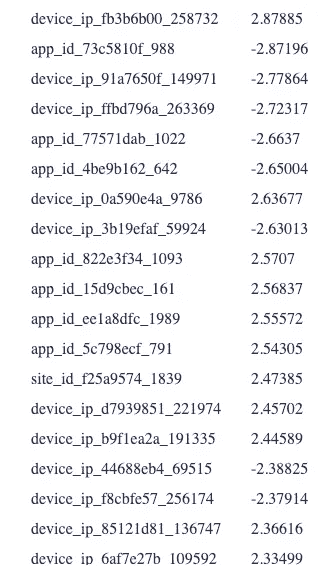 device_ip_fb3b6b00_258732 2.87885
app_id_73c5810f_988 -2.87196
device_ip_91a7650f_149971 -2.77864
device_ip_ffbd796a_263369 -2.72317
app_id_77571dab_1022 -2.6637
app_id_4be9b162_642 -2.65004
device_ip_0a590e4a_9786 2.63677
device_ip_3b19efaf_59924 -2.63013
app_id_822e3f34_1093 2.5707
app_id_15d9cbec_161 2.56837
app_id_ee1a8dfc_1989 2.55572
app_id_5c798ecf_791 2.54305
site_id_f25a9574_1839 2.47385
device_ip_d7939851_221974 2.45702
device_ip_b9f1ea2a_191335 2.44589
device_ip_44688eb4_69515 -2.38825
device_ip_f8cbfe57_256174 -2.37914
device_ip_85121d81_136747 2.36616
device_ip_6af7e27b_109592 2.33499